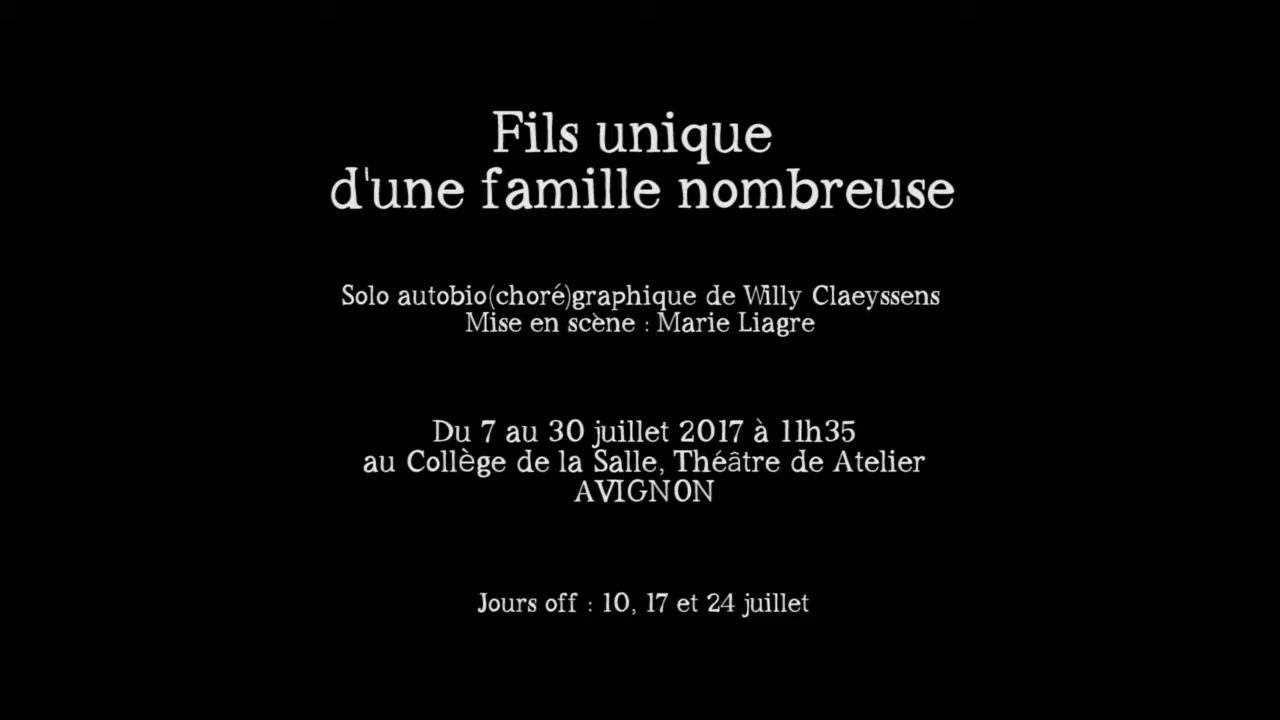 Fils unique
d'une famille nombreuse
Solo autobio(choré)graphique de Willy Claeyssens
Mise en scène : Marie Liagre
Du 7 au 30 juillet 2017 à 11h35
au Collège de la Salle, Théâtre de Atelier
AVIGNON
Jours off : 10, 17 et 24 juillet